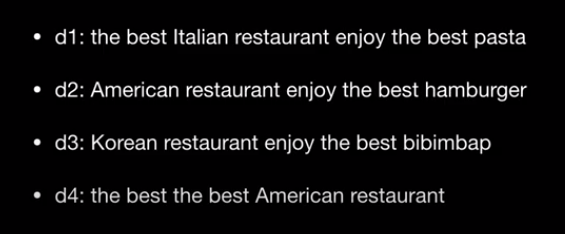 • d1: the best Italian restaurant enjoy the best pasta
• d2: American restaurant enjoy the best hamburger
• d3: Korean restaurant enjoy the best bibimbap
• d4: the best the best American restaurant